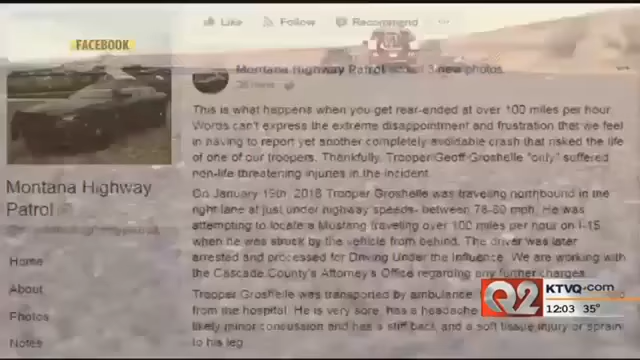 FACEBOOK
Like Follow Recommend
Montana Highway Patrol added 3 new photos.
This is what happens when you get rear-ended at over 100 miles per hour.
Words can't express the extreme disappointment and frustration that we feel
in having to report yet another completely avoidable crash that risked the life
of one of our troopers. Thankfully, Trooper Geoff Groshelle "only" suffered
non-life threatening injuries in the incident.
Montana Highway
Patrol
On January 19th, 2018 Trooper Groshelle was traveling northbound in the
right lane at just under highway speeds- between 78-80 mph. He was
attempting to locate a Mustang traveling over 100 miles per hour on I-15
when he was struck by the vehicle from behind. The driver was later
arrested and processed for Driving Under the Influence. We are working with
the Cascade County's Attorney's Office regarding any further charges.
Trooper Groshelle was transported by ambulance
from the hospital. He is very sore, has a headache
likely minor concussion and has a stiff back, and a soft tissue injury or sprain
to his leg.
Home
About
Photos
Notes
Q2 KTVQ.com
12:03 35°